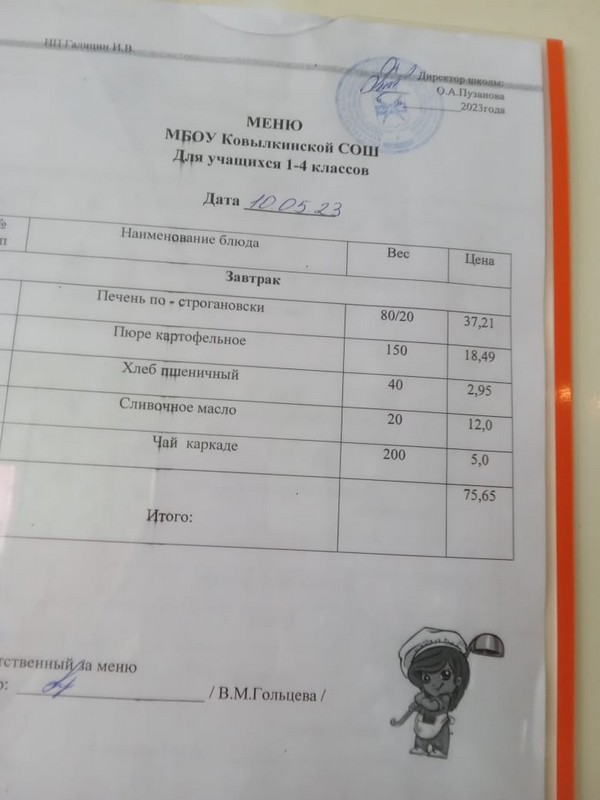 ИП Галицин И.В.
Директор школы:
О.А.Пузанова
2023года
МЕНЮ
МБОУ Ковылкинской СОШ
Для учащихся 1-4 классов
Дата 10.05.23
№ Наименование блюда Вес Цена
п
Завтрак
Печень по - строгановски 80/20 37,21
Пюре картофельное 150 18,49
Хлеб пшеничный 40 2,95
Сливочное масло 20 12,0
Чай каркаде 200 5,0
Итого: 75,65
тственный за меню
о: / В.М.Гольцева /